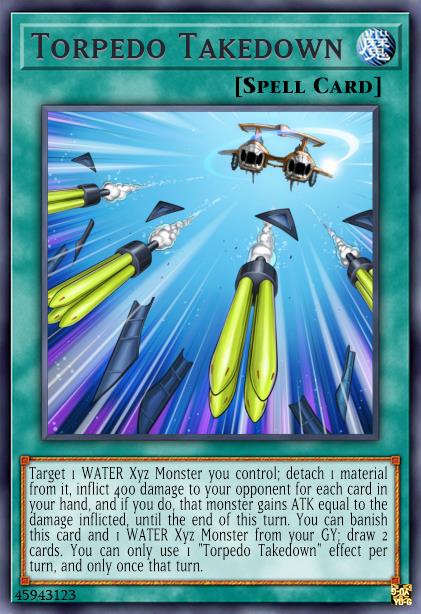 Torpedo Takedown 魔
[Spell Card]
Target 1 WATER Xyz Monster you control; detach 1 material
from it, inflict 400 damage to your opponent for each card in
your hand, and if you do, that monster gains ATK equal to the
damage inflicted, until the end of this turn. You can banish
this card and 1 WATER Xyz Monster from your GY; draw 2
cards. You can only use 1 "Torpedo Takedown" effect per
turn, and only once that turn.
45943123